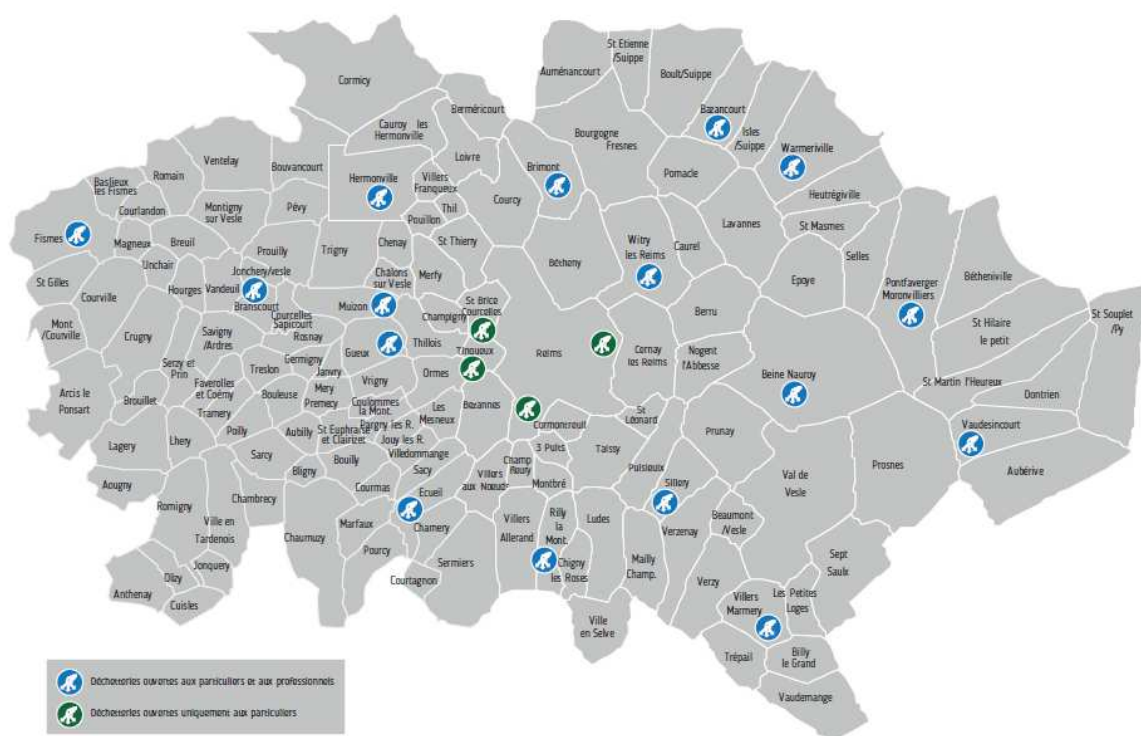 St Etienne
/Suippe
Boult/Suippe
Auménancourt
Cormicy
Bazancourt
Berméricourt
Isles
/Suippe
Cauroy les
Hermonville
Bourgogne
Fresnes
Warmeriville
Loivre
Ventelay
Bouvancourt
Brimont
Romain
Hermonville
Villers
Franqueux
Pomacle
Baslieux
les Fismes
Heutrégiville
Courcy
Courlandon
Montigny
sur Vesle
Pévy
Thil
Pouillon
Lavannes
St Masmes
Fismes
Magneux
Breuil
Prouilly
Trigny
Chenay
St Thierry
Witry
les Reims
Caurel
Selles
Unchair
Bétheny
Epoye
Bétheniville
St Gilles
Courville
Hourges
Vandeuil
Jonchery/vesle
Châlons
sur Vesle
Merfy
Pontfaverger
Moronvilliers
Branscourt
Muizon
St Brice
Courcelles
Berru
St Souplet
/Py
Courcelles
Sapicourt
Champigny
St Hilaire
le petit
Mont
/Courville
Crugny
Savigny
/Ardres
Rosnay
Gueux
Thillois
Tinqueux
Reims
Cernay
les Reims
Nogent
l'Abbesse
Germigny
Janvry
Serzy et
Prin
Treslon
Ormes
Beine Nauroy
St Martin l'Heureux
Arcis le
Ponsart
Brouillet
Faverolles
et Coëmy
Bouleuse
Mery
Premecy
Vrigny
Dontrien
Coulommes
la Mont.
Bezannes
Tramery
Les
Mesneux
St
Léonard
Pargny les R.
Cormontreuil
Vaudesincourt
Lagery
Lhery
Poilly
Aubilly
St Euphraise
et Clairizet
Jouy les R.
Villedommange
3 Puits
Taissy
Prunay
Sarcy
Bligny
Bouilly
Sacy
Champ
fleury
Puisieulx
Aubérive
Aougny
Villers
aux Nœuds
Montbré
Sillery
Val de
Vesle
Prosnes
Romigny
Chambrecy
Courmas
Ecueil
Ville en
Tardenois
Chaumuzy
Marfaux
Chamery
Villers
Allerand
Rilly
la
Mont.
Ludes
Beaumont
/Vesle
Verzenay
Pourcy
Sermiers
Chigny
les Roses
Mailly
Champ.
Sept
Saulx
Jonquery
Olizy
Courtagnon
Verzy
Anthenay
Cuisles
Villers
Marmery
Les Petites
Loges
Ville
en Selve
Trépail
Billy
le Grand
Vaudemange
Déchetteries ouvertes aux particuliers et aux professionnels
Déchetteries ouvertes uniquement aux particuliers